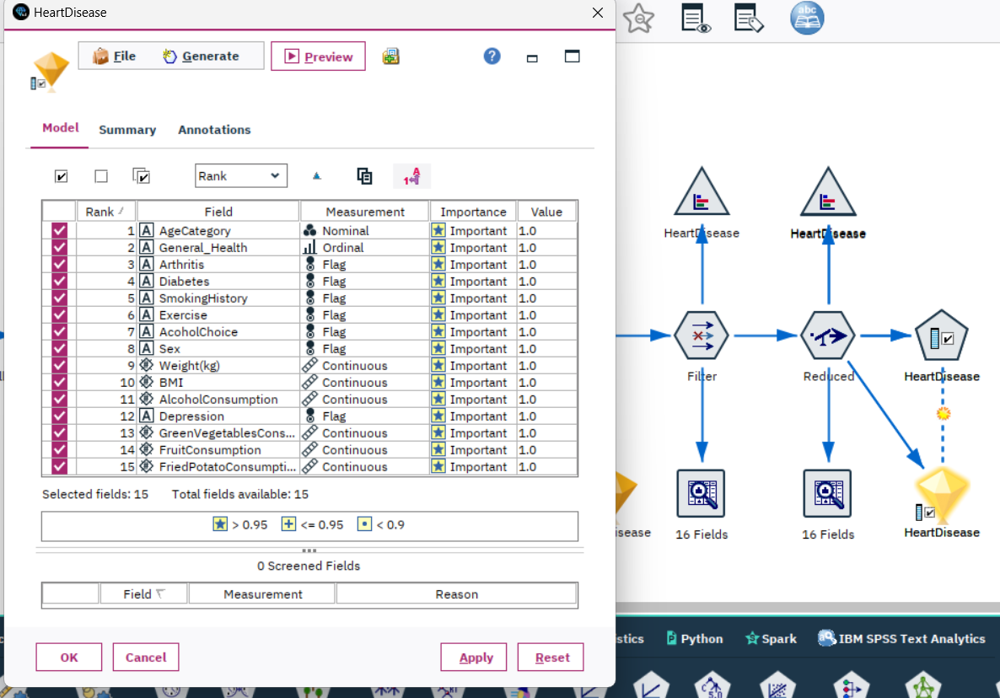 HeartDisease
File Generate Preview
abc
Model Summary Annotations
Rank
Rank Field Measurement Importance Value
1 A AgeCategory Nominal Important 1.0
2 A General_Health Ordinal Important 1.0
3 A Arthritis Flag Important 1.0
4 A Diabetes Flag Important 1.0
5 A SmokingHistory Flag Important 1.0
6 A Exercise Flag Important 1.0
7 A AcoholChoice Flag Important 1.0
8 A Sex Flag Important 1.0
9 Weight(kg) Continuous Important 1.0
10 BMI Continuous Important 1.0
11 AlcoholConsumption Continuous Important 1.0
12 A Depression Flag Important 1.0
13 GreenVegetablesCons... Continuous Important 1.0
14 FruitConsumption Continuous Important 1.0
15 FriedPotatoConsumpti... Continuous Important 1.0
Selected fields: 15 Total fields available: 15
> 0.95 <= 0.95 < 0.9
0 Screened Fields
Field Measurement Reason
OK Cancel Apply Reset
HeartDisease HeartDisease
Filter Reduced HeartDisease
isease 16 Fields 16 Fields HeartDisease
istics Python Spark IBM SPSS Text Analytics
C5.0